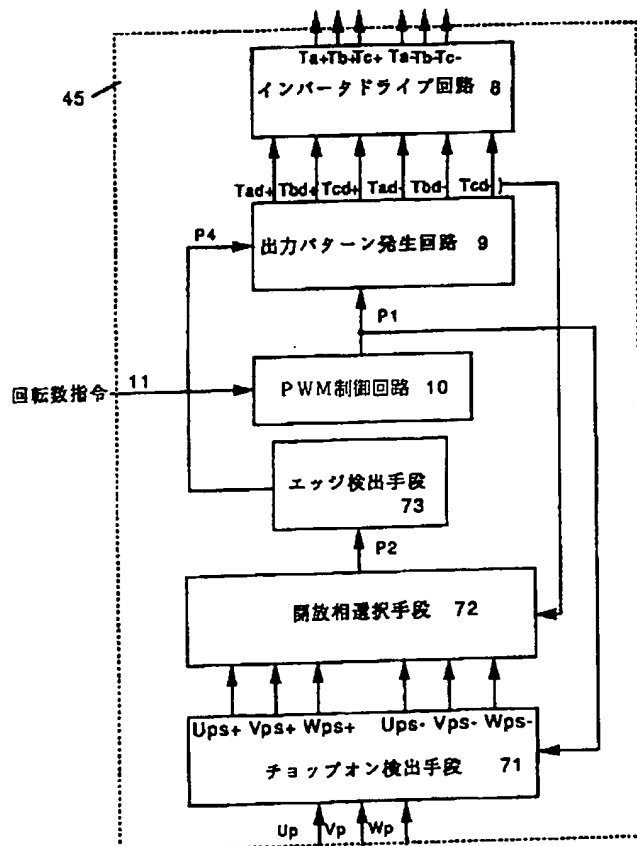 Ta+Tb+Tc+ Ta-Tb-Tc-
インバータドライブ回路 8
45
Tad+ Tbd+ Tcd+ Tad- Tbd- Tcd-
P4
出力パターン発生回路 9
P1
回転数指令
11
PWM制御回路 10
エッジ検出手段
73
P2
開放相選択手段 72
Ups+ Vps+ Wps+ Ups- Vps- Wps-
チョップオン検出手段 71
Up Vp Wp